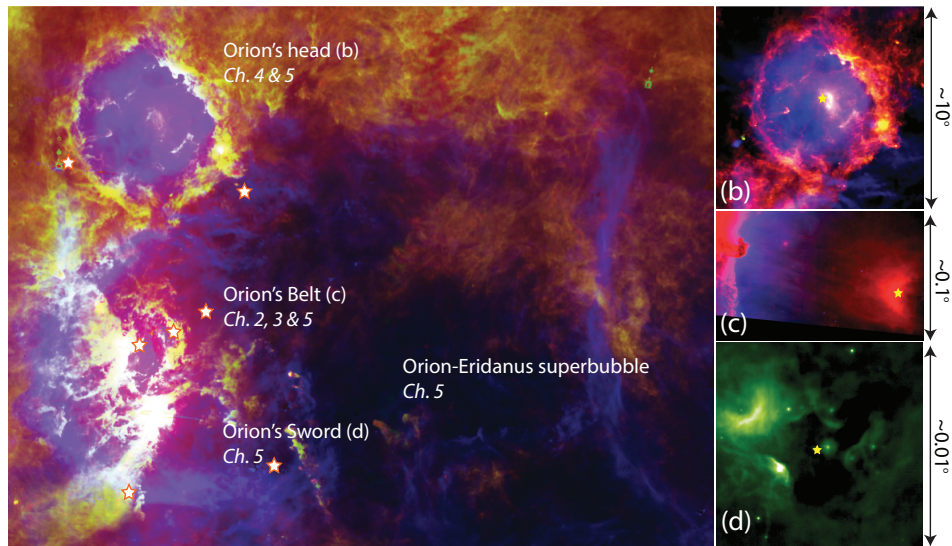 Orion's head (b)
Ch. 4 & 5
Orion's Belt (c)
Ch. 2, 3 & 5
Orion-Eridanus superbubble
Ch. 5
Orion's Sword (d)
Ch. 5
(b)
~10°
(c)
~0.1°
(d)
~0.01°